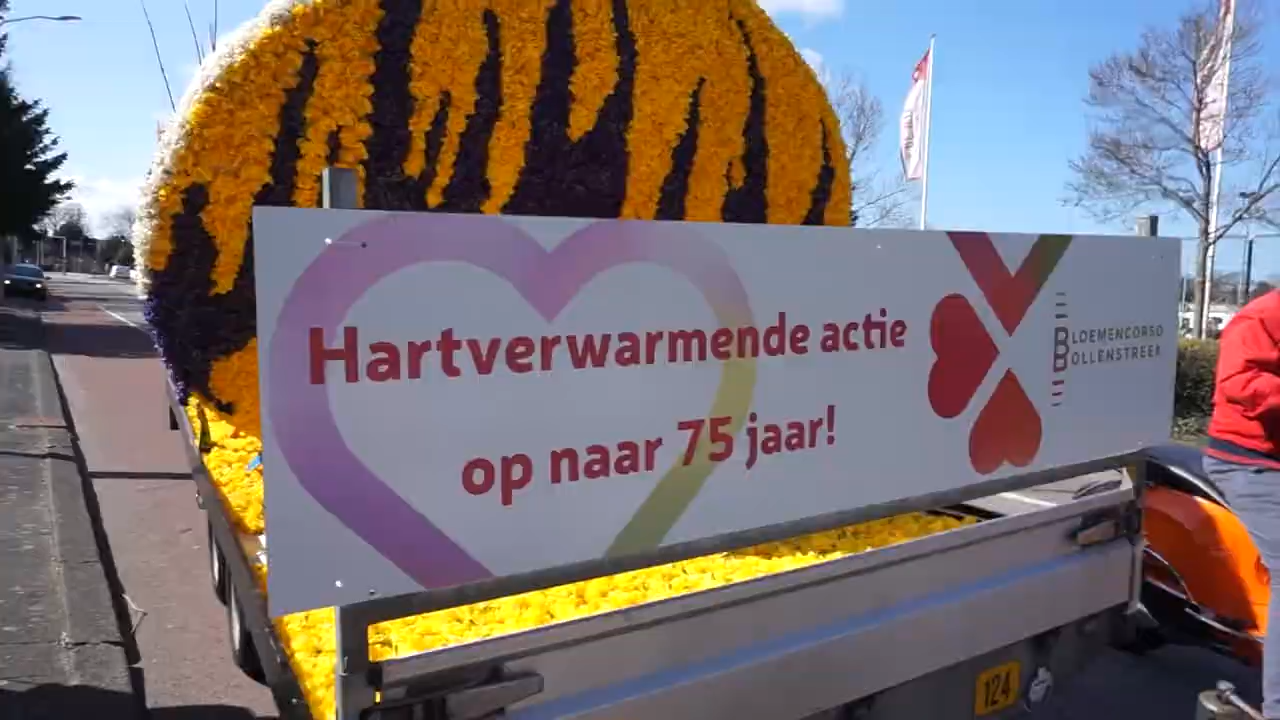 Hartverwarmende actie
op naar 75 jaar!
BLOEMENCORSO
BOLLENSTREEK
124